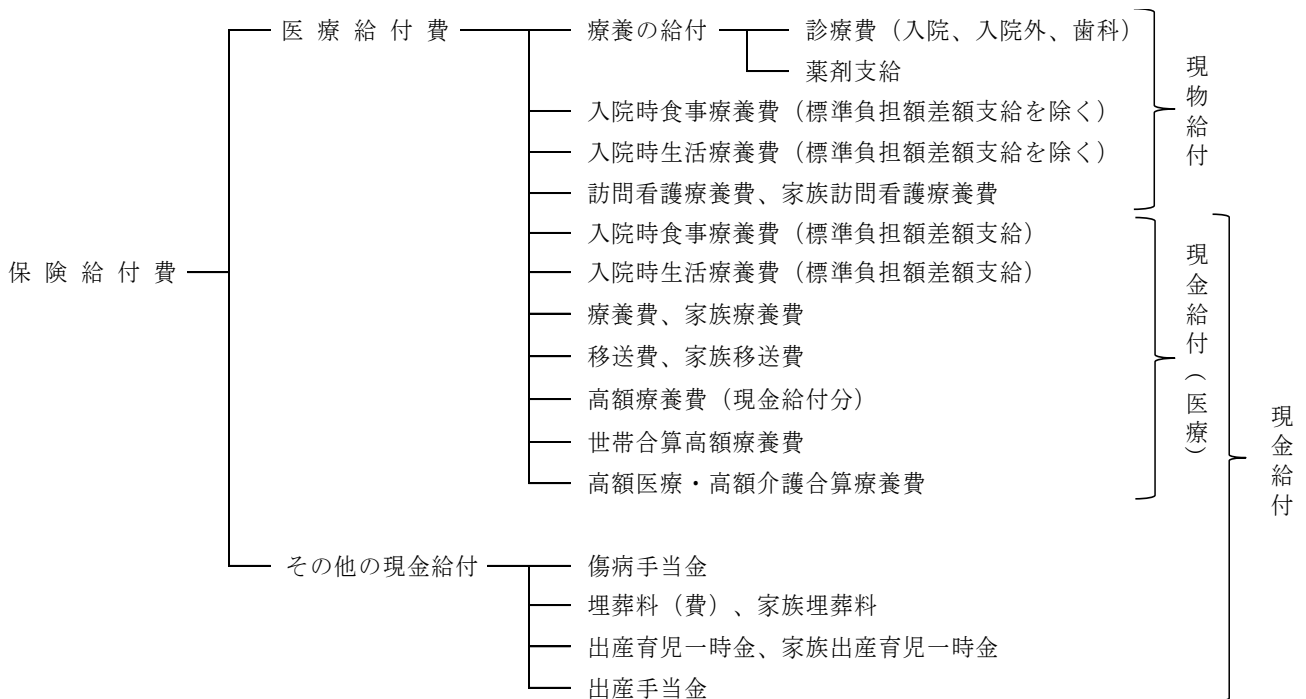 医療給付費 療養の給付 診療費（入院、入院外、歯科）
薬剤支給
入院時食事療養費（標準負担額差額支給を除く）
入院時生活療養費（標準負担額差額支給を除く）
訪問看護療養費、家族訪問看護療養費
現物給付
入院時食事療養費（標準負担額差額支給）
保険給付費 入院時生活療養費（標準負担額差額支給）
療養費、家族療養費
移送費、家族移送費
高額療養費（現金給付分）
世帯合算高額療養費
高額医療・高額介護合算療養費
現金給付（医療）
現金給付
その他の現金給付 傷病手当金
埋葬料（費）、家族埋葬料
出産育児一時金、家族出産育児一時金
出産手当金